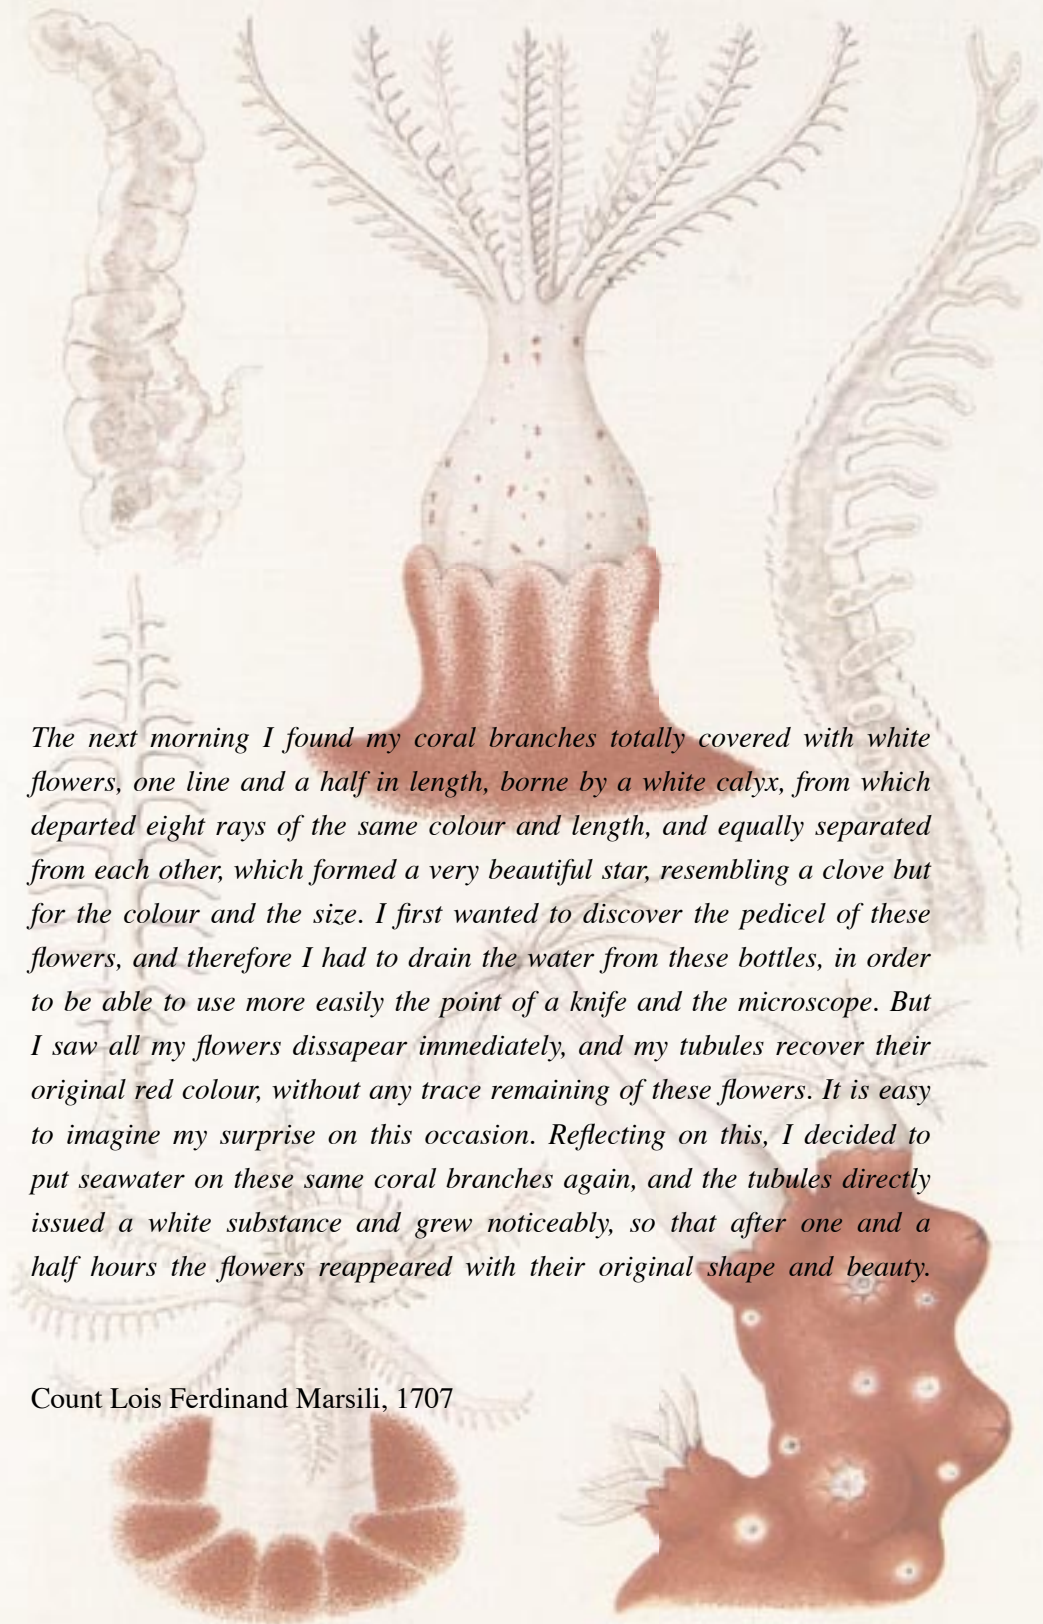 The next morning I found my coral branches totally covered with white
flowers, one line and a half in length, borne by a white calyx, from which
departed eight rays of the same colour and length, and equally separated
from each other, which formed a very beautiful star, resembling a clove but
for the colour and the size. I first wanted to discover the pedicel of these
flowers, and therefore I had to drain the water from these bottles, in order
to be able to use more easily the point of a knife and the microscope. But
I saw all my flowers dissapear immediately, and my tubules recover their
original red colour, without any trace remaining of these flowers. It is easy
to imagine my surprise on this occasion. Reflecting on this, I decided to
put seawater on these same coral branches again, and the tubules directly
issued a white substance and grew noticeably, so that after one and a
half hours the flowers reappeared with their original shape and beauty.
Count Lois Ferdinand Marsili, 1707